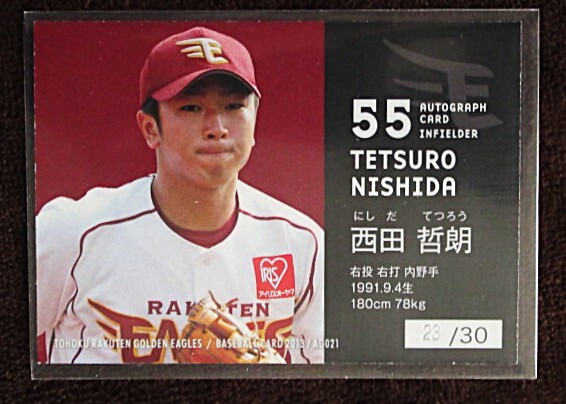 55
AUTOGRAPH
CARD
INFIELDER
TETSURO
NISHIDA
にしだ てつろう
西田 哲朗
右投 右打 内野手
1991.9.4生
180cm 78kg
23 /30
IRIS
アイリスオーヤマ
RAKUTEN
EAGLES
TOHOKU RAKUTEN GOLDEN EAGLES / BASEBALL CARD 2013 / AG021